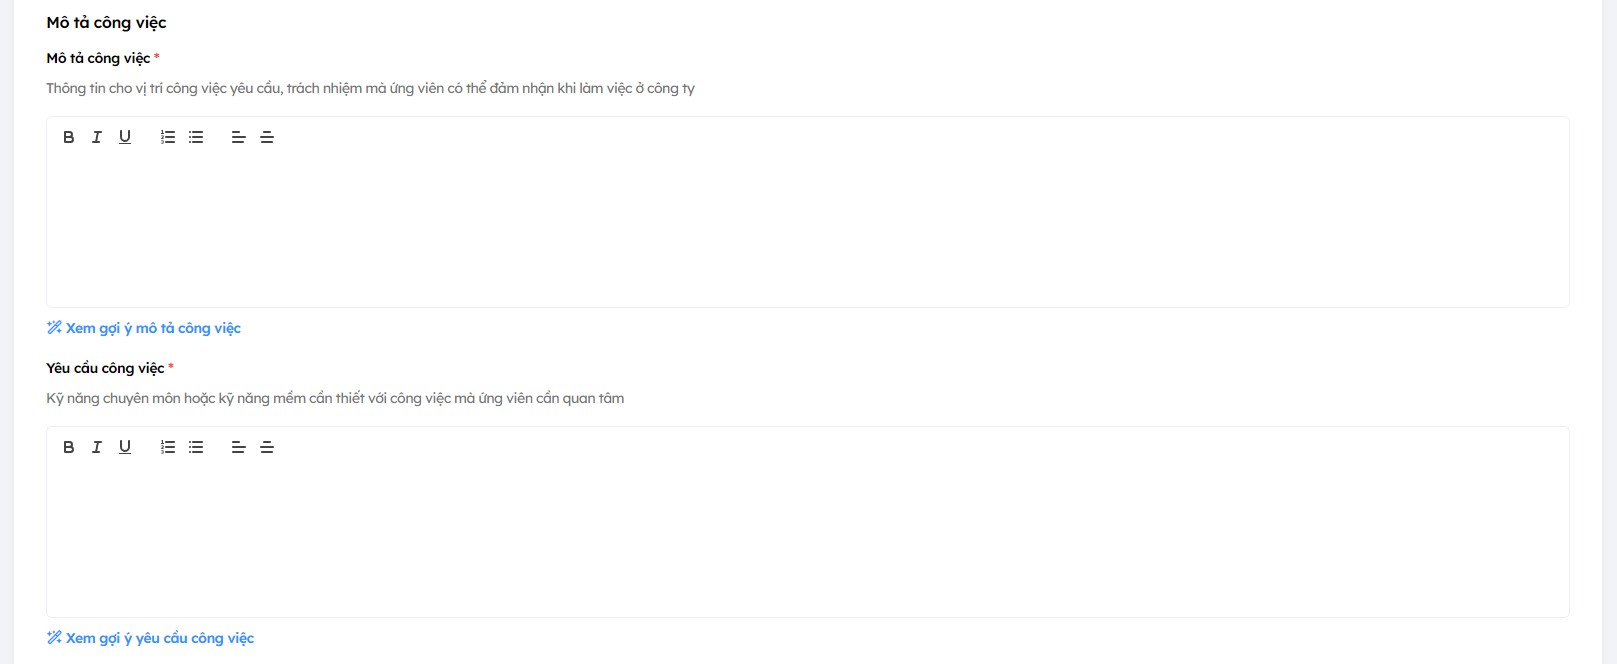 Mô tả công việc
Mô tả công việc *
Thông tin cho vị trí công việc yêu cầu, trách nhiệm mà ứng viên có thể đảm nhận khi làm việc ở công ty
B I U
Xem gợi ý mô tả công việc
Yêu cầu công việc *
Kỹ năng chuyên môn hoặc kỹ năng mềm cần thiết với công việc mà ứng viên cần quan tâm
B I U
Xem gợi ý yêu cầu công việc